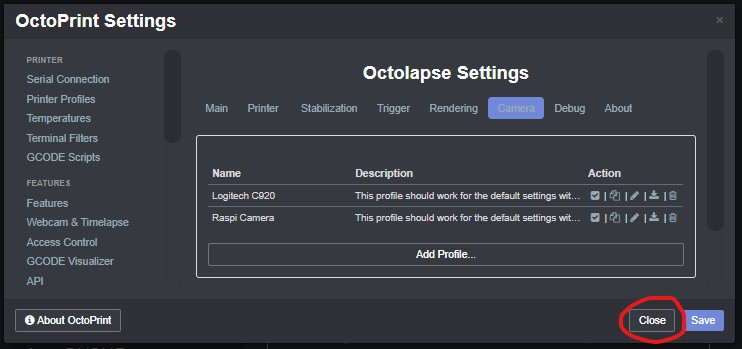 OctoPrint Settings
×
PRINTER
Serial Connection
Printer Profiles
Temperatures
Terminal Filters
GCODE Scripts
FEATURES
Features
Webcam & Timelapse
Access Control
GCODE Visualizer
API
Octolapse Settings
Main Printer Stabilization Trigger Rendering Camera Debug About
Name Description Action
Logitech C920 This profile should work for the default settings wit... | | | |
Raspi Camera This profile should work for the default settings wit... | | | |
Add Profile...
About OctoPrint Close Save